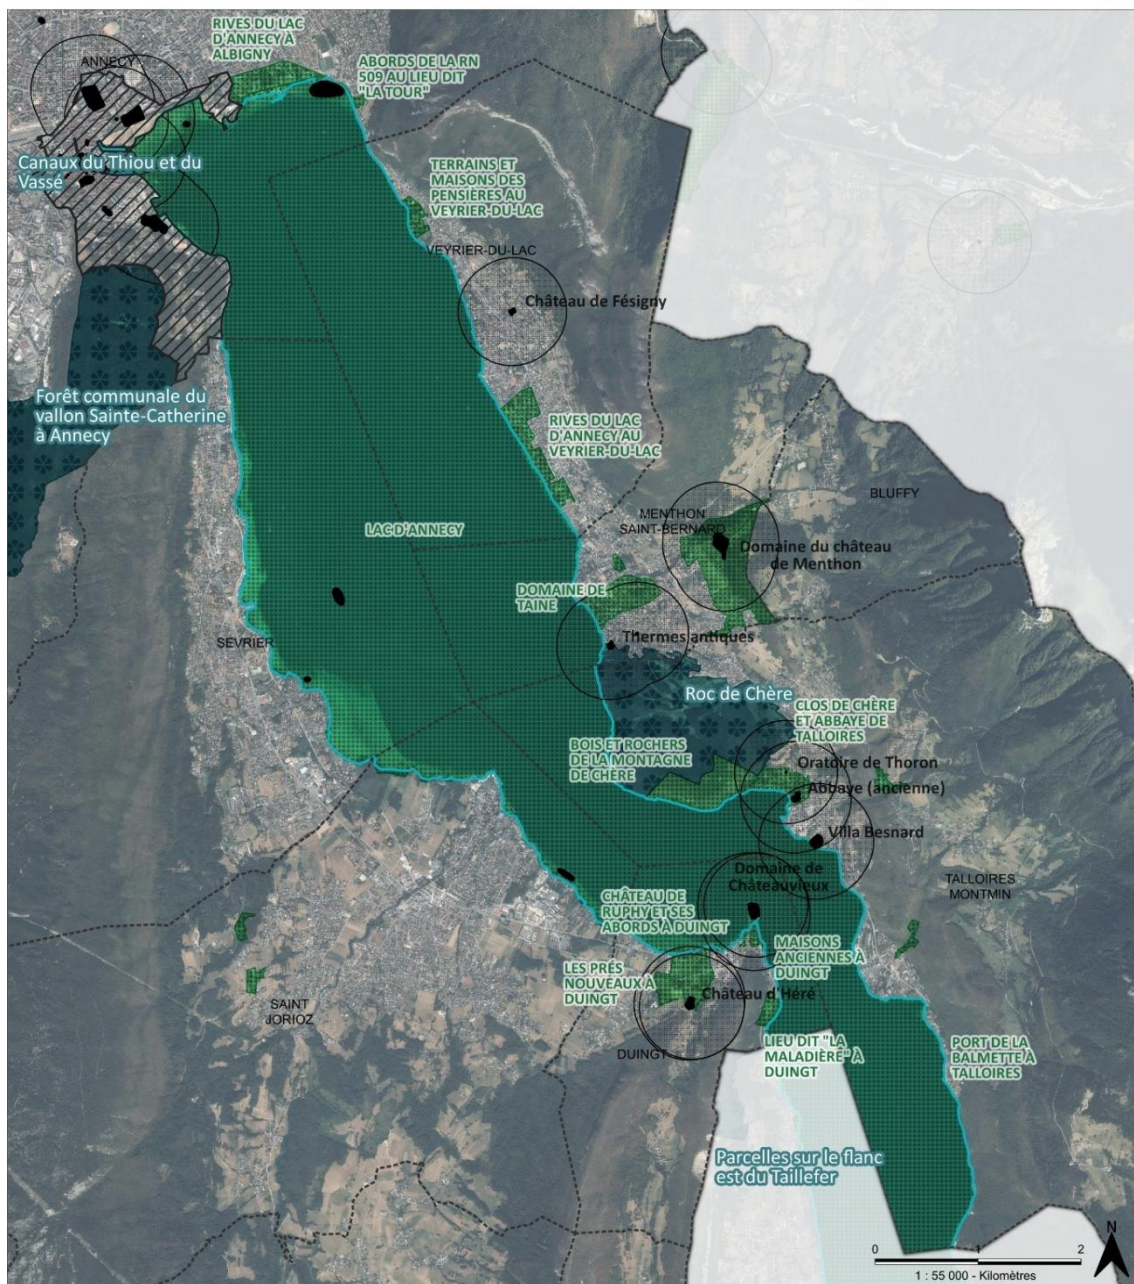 RIVES DU LAC
D'ANNECY À
ALBIGNY
ABORDS DE LA RN
509 AU LIEU DIT
"LA TOUR"
ANNECY
Canaux du Thiou et du
Vassé
TERRAINS ET
MAISONS DES
PENSIÈRES AU
VEYRIER-DU-LAC
VEYRIER-DU-LAC
Château de Fésigny
Forêt communale du
vallon Sainte-Catherine
à Annecy
RIVES DU LAC
D'ANNECY AU
VEYRIER-DU-LAC
BLUFFY
LAC D'ANNECY
MENTHON
SAINT-BERNARD
Domaine du château
de Menthon
DOMAINE DE
TAINE
Thermes antiques
SEVRIER
Roc de Chère
CLOS DE CHÈRE
ET ABBAYE DE
TALLOIRES
BOIS ET ROCHERS
DE LA MONTAGNE
DE CHÈRE
Oratoire de Thoron
Abbaye (ancienne)
Villa Besnard
Domaine de
Châteauvieux
TALLOIRES
MONTMIN
CHÂTEAU DE
RUPHY ET SES
ABORDS À DUINGT
MAISONS
ANCIENNES À
DUINGT
LES PRÉS
NOUVEAUX À
DUINGT
Château d'Héré
SAINT
JORIOZ
DUINGT
LIEU DIT "LA
MALADIÈRE" À
DUINGT
PORT DE LA
BALMETTE À
TALLOIRES
Parcelles sur le flanc
est du Taillefer
N
0 1 2
1 : 55 000 - Kilomètres